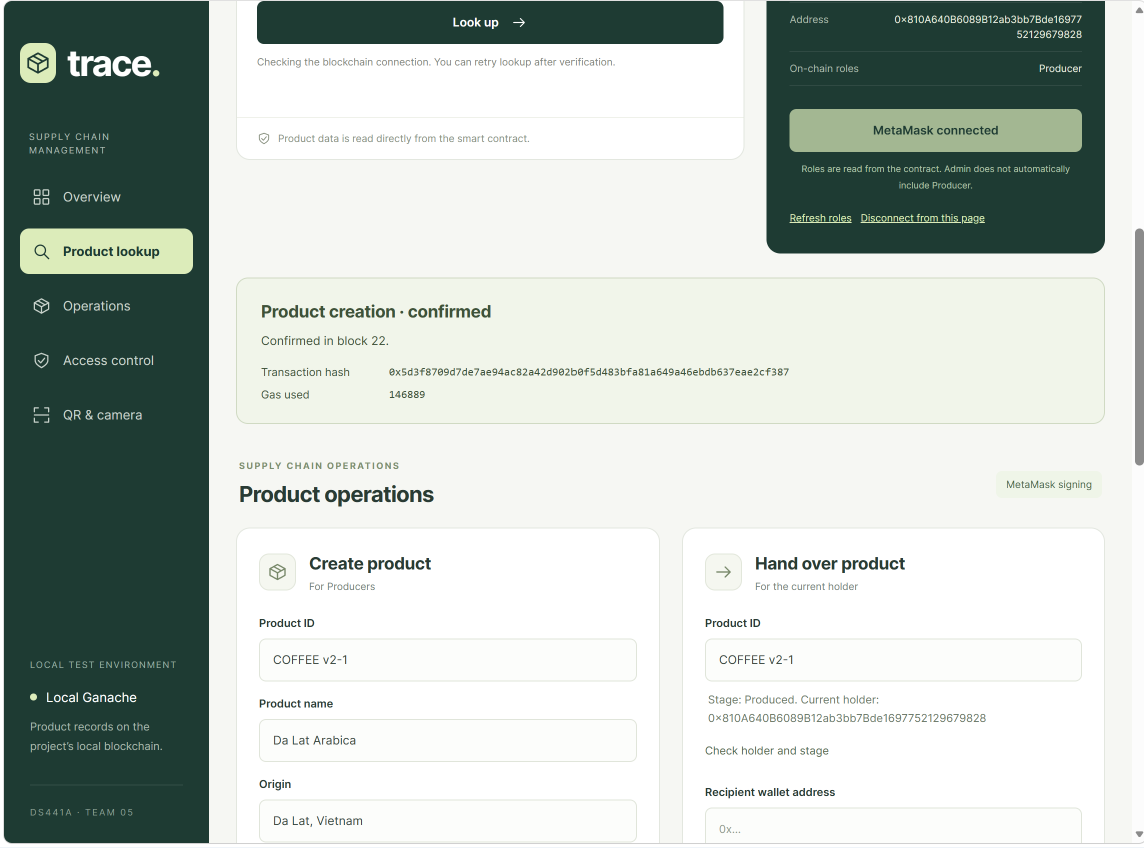 trace.
SUPPLY CHAIN
MANAGEMENT
Overview
Product lookup
Operations
Access control
QR & camera
LOCAL TEST ENVIRONMENT
Local Ganache
Product records on the
project's local blockchain.
DS441A · TEAM 05
Look up →
Checking the blockchain connection. You can retry lookup after verification.
Product data is read directly from the smart contract.
Address 0x810A640B6089B12ab3bb7Bde16977
52129679828
On-chain roles Producer
MetaMask connected
Roles are read from the contract. Admin does not automatically
include Producer.
Refresh roles Disconnect from this page
Product creation · confirmed
Confirmed in block 22.
Transaction hash 0x5d3f8709d7de7ae94ac82a42d902b0f5d483bfa81a649a46ebdb637eae2cf387
Gas used 146889
SUPPLY CHAIN OPERATIONS
Product operations
MetaMask signing
Create product
For Producers
Product ID
COFFEE v2-1
Product name
Da Lat Arabica
Origin
Da Lat, Vietnam
Hand over product
For the current holder
Product ID
COFFEE v2-1
Stage: Produced. Current holder:
0x810A640B6089B12ab3bb7Bde1697752129679828
Check holder and stage
Recipient wallet address
0x...